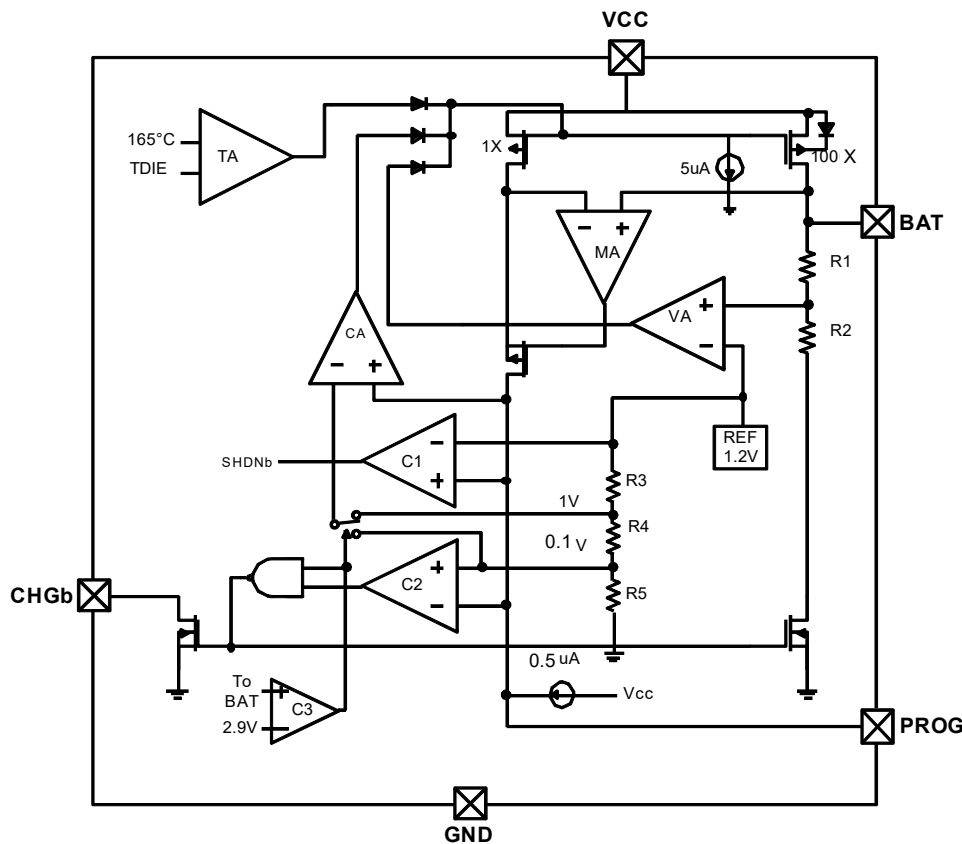 VCC
165°C
TDIE
TA
1X
5uA
100 X
BAT
− +
MA
R1
VA
+
−
R2
CA
− +
REF
1.2V
SHDNb
C1
−
+
R3
1V
R4
0.1 V
C2
+
−
R5
CHGb
0.5 uA
Vcc
To
BAT
2.9V
+
−
C3
PROG
GND